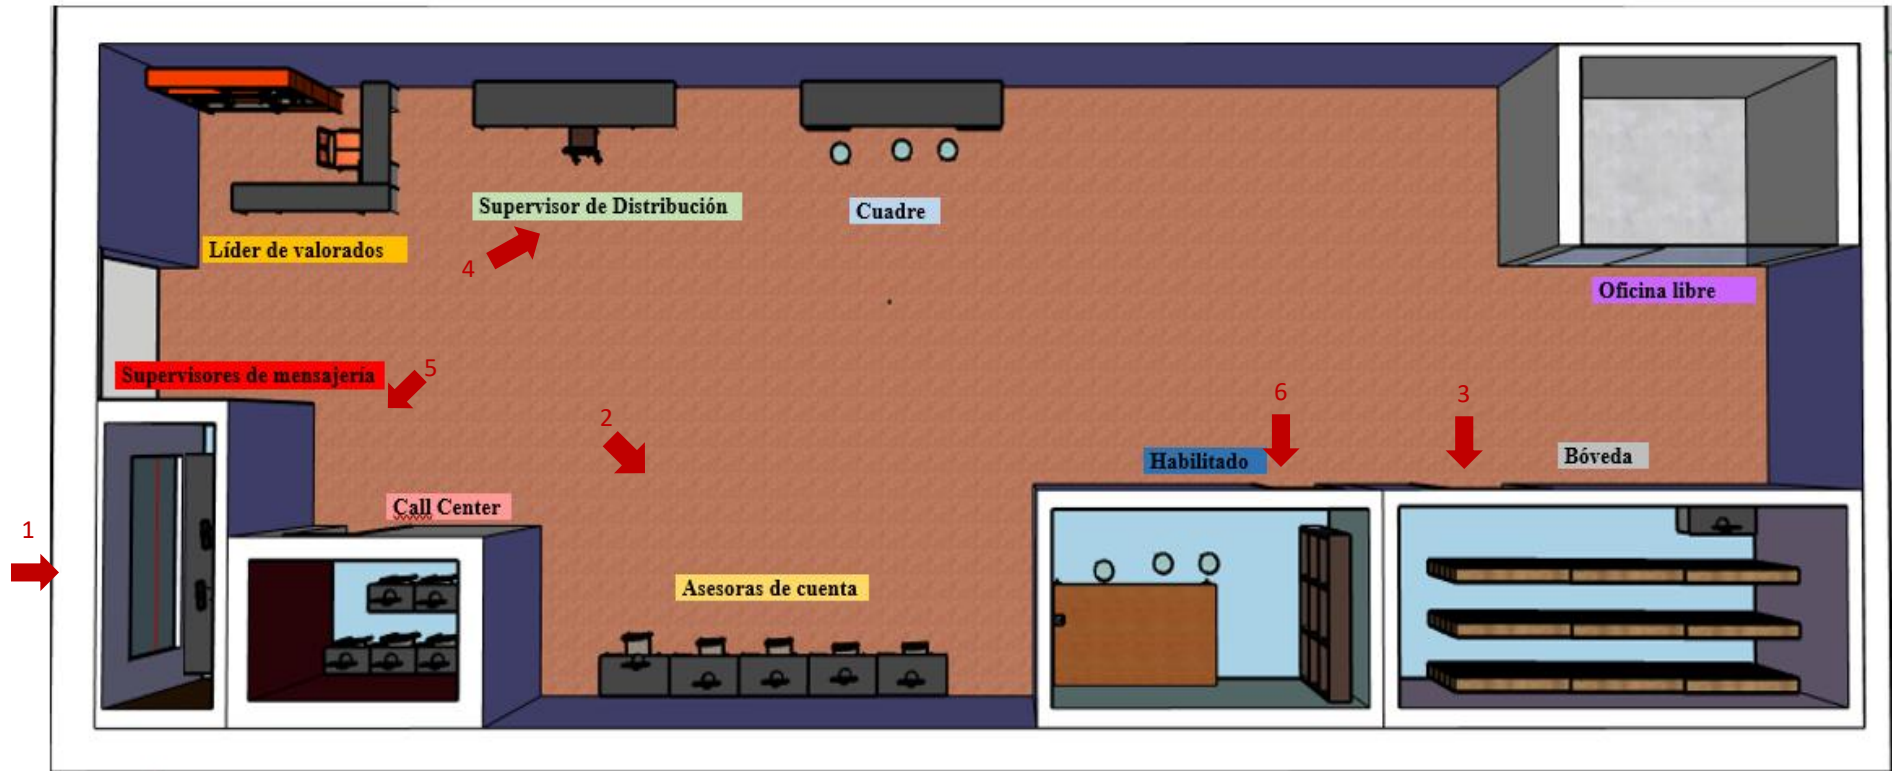 Supervisor de Distribución
Cuadre
Líder de valorados
4
Oficina libre
Supervisores de mensajería
5
2
6
3
Habilitado
Bóveda
Call Center
1
Asesoras de cuenta